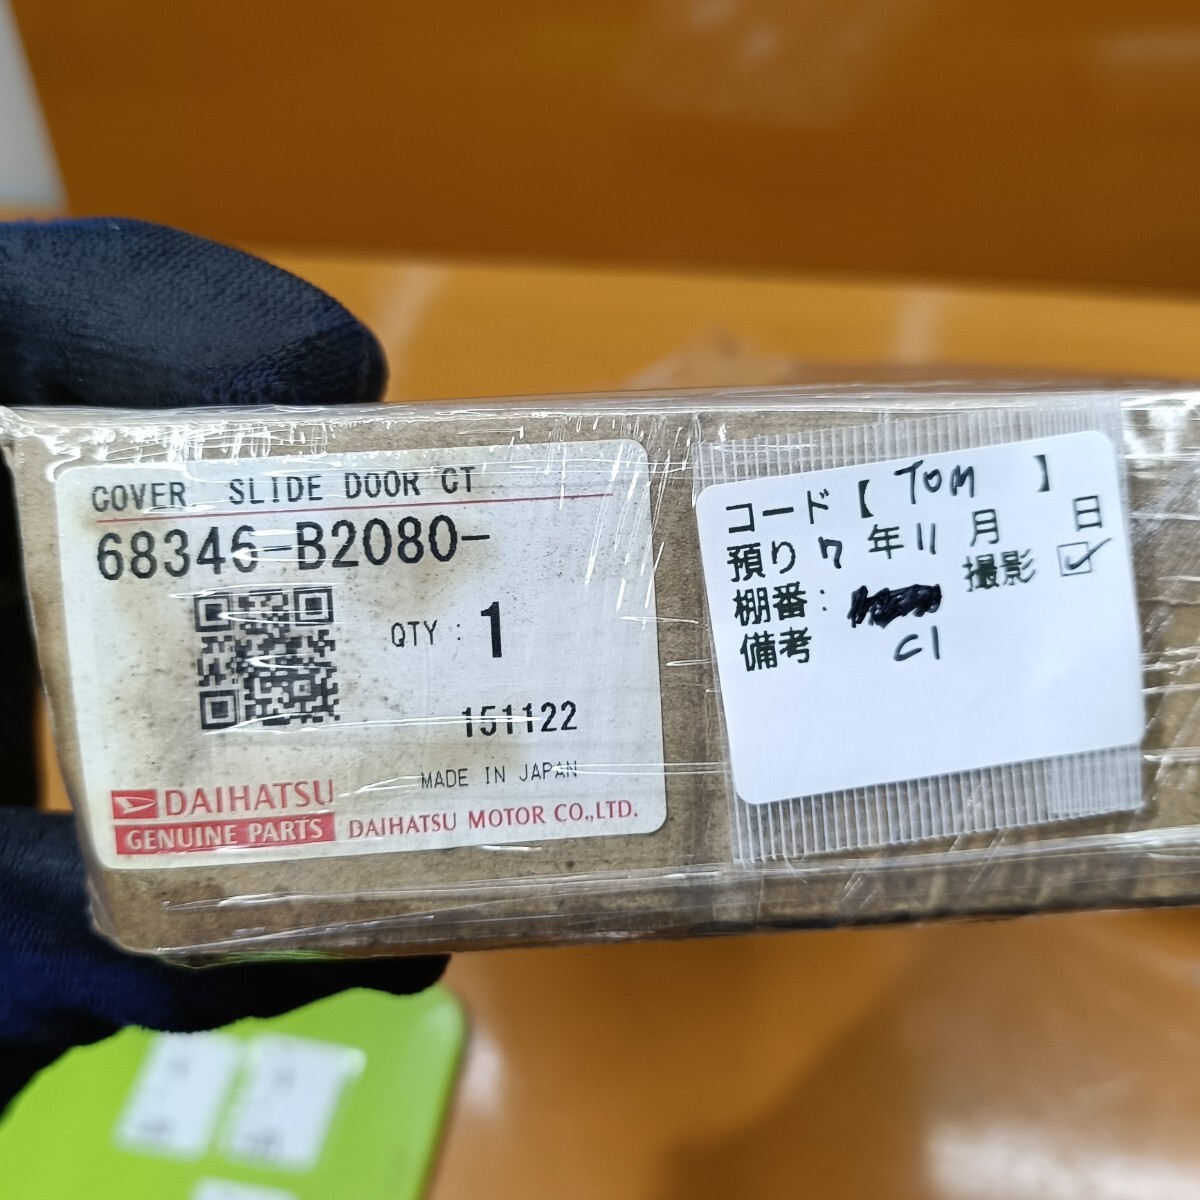 COVER SLIDE DOOR CT
68346-B2080-
QTY : 1
151122
MADE IN JAPAN
DAIHATSU
GENUINE PARTS
DAIHATSU MOTOR CO.,LTD.
コード【 TOM 】
預り 7 年 11 月 日
棚番: 撮影 ☑
備考 C1